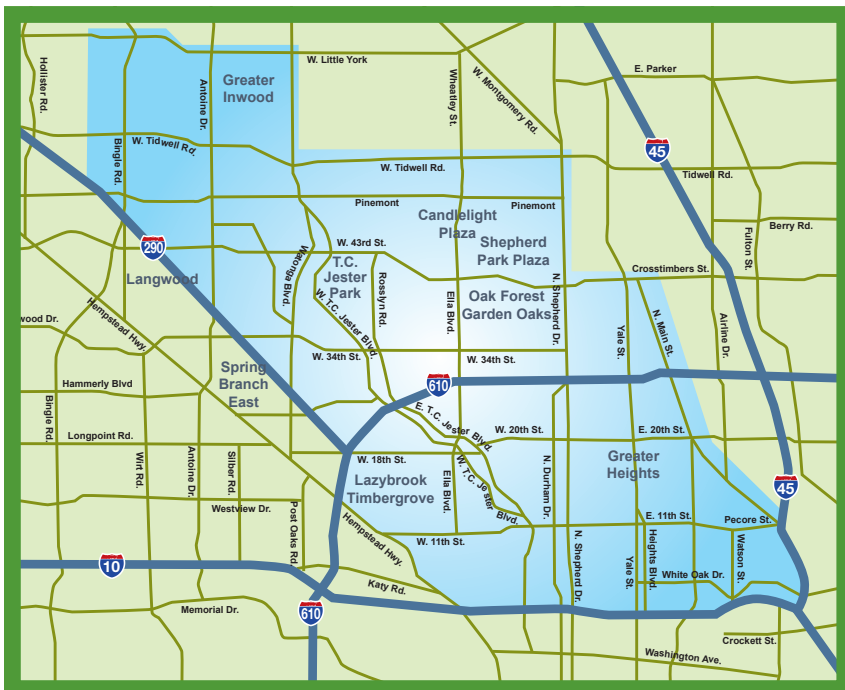 Hollister Rd.
W. Little York
E. Parker
Greater
Inwood
Antoine Dr.
Wheatley St.
W. Montgomery Rd.
45
Bingle Rd.
W. Tidwell Rd.
W. Tidwell Rd.
Tidwell Rd.
Pinemont
Pinemont
Candlelight
Plaza
Fulton St.
Berry Rd.
290
W. 43rd St.
Shepherd
Park Plaza
Langwood
Watonga Blvd.
T.C.
Jester
Park
Rosslyn Rd.
Crosstimbers St.
N. Shepherd Dr.
Ella Blvd.
Oak Forest
Garden Oaks
W. T.C. Jester Blvd.
Hempstead Hwy.
wood Dr.
Yale St.
N. Main St.
Airline Dr.
W. 34th St.
W. 34th St.
Spring
Branch
East
610
Hammerly Blvd
Bingle Rd.
E. T.C. Jester Blvd.
Longpoint Rd.
W. 20th St.
E. 20th St.
Wirt Rd.
Antoine Dr.
Silber Rd.
W. 18th St.
Lazybrook
Timbergrove
Ella Blvd.
W. T.C. Jester Blvd.
N. Durham Dr.
Greater
Heights
45
Westview Dr.
Post Oaks Rd.
Hempstead Hwy.
W. 11th St.
E. 11th St.
Pecore St.
N. Shepherd Dr.
Yale St.
Heights Blvd.
Watson St.
White Oak Dr.
10
Katy Rd.
610
Memorial Dr.
Crockett St.
Washington Ave.